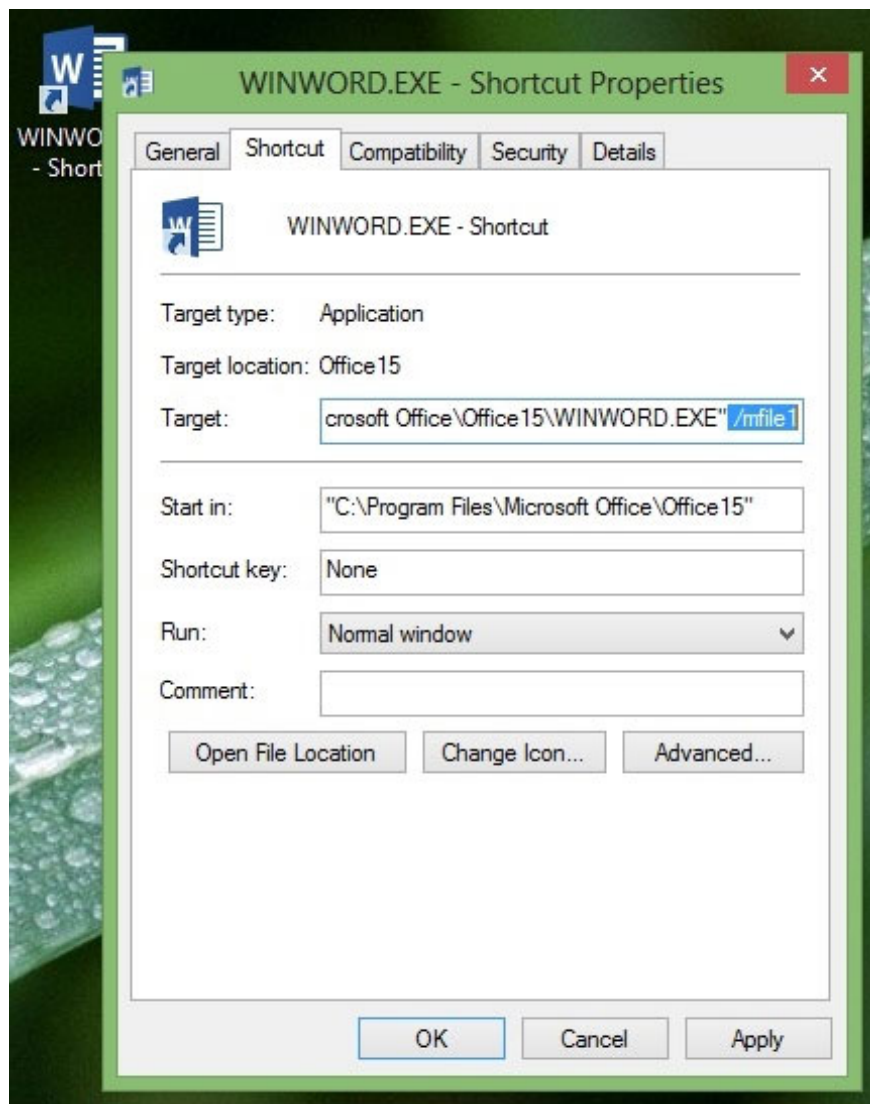 W
WINWO
- Short
WINWORD.EXE - Shortcut Properties
General Shortcut Compatibility Security Details
W
WINWORD.EXE - Shortcut
Target type: Application
Target location: Office15
Target: crosoft Office\Office15\WINWORD.EXE" /mfile1
Start in: "C:\Program Files\Microsoft Office\Office15"
Shortcut key: None
Run: Normal window
Comment:
Open File Location Change Icon... Advanced...
OK Cancel Apply